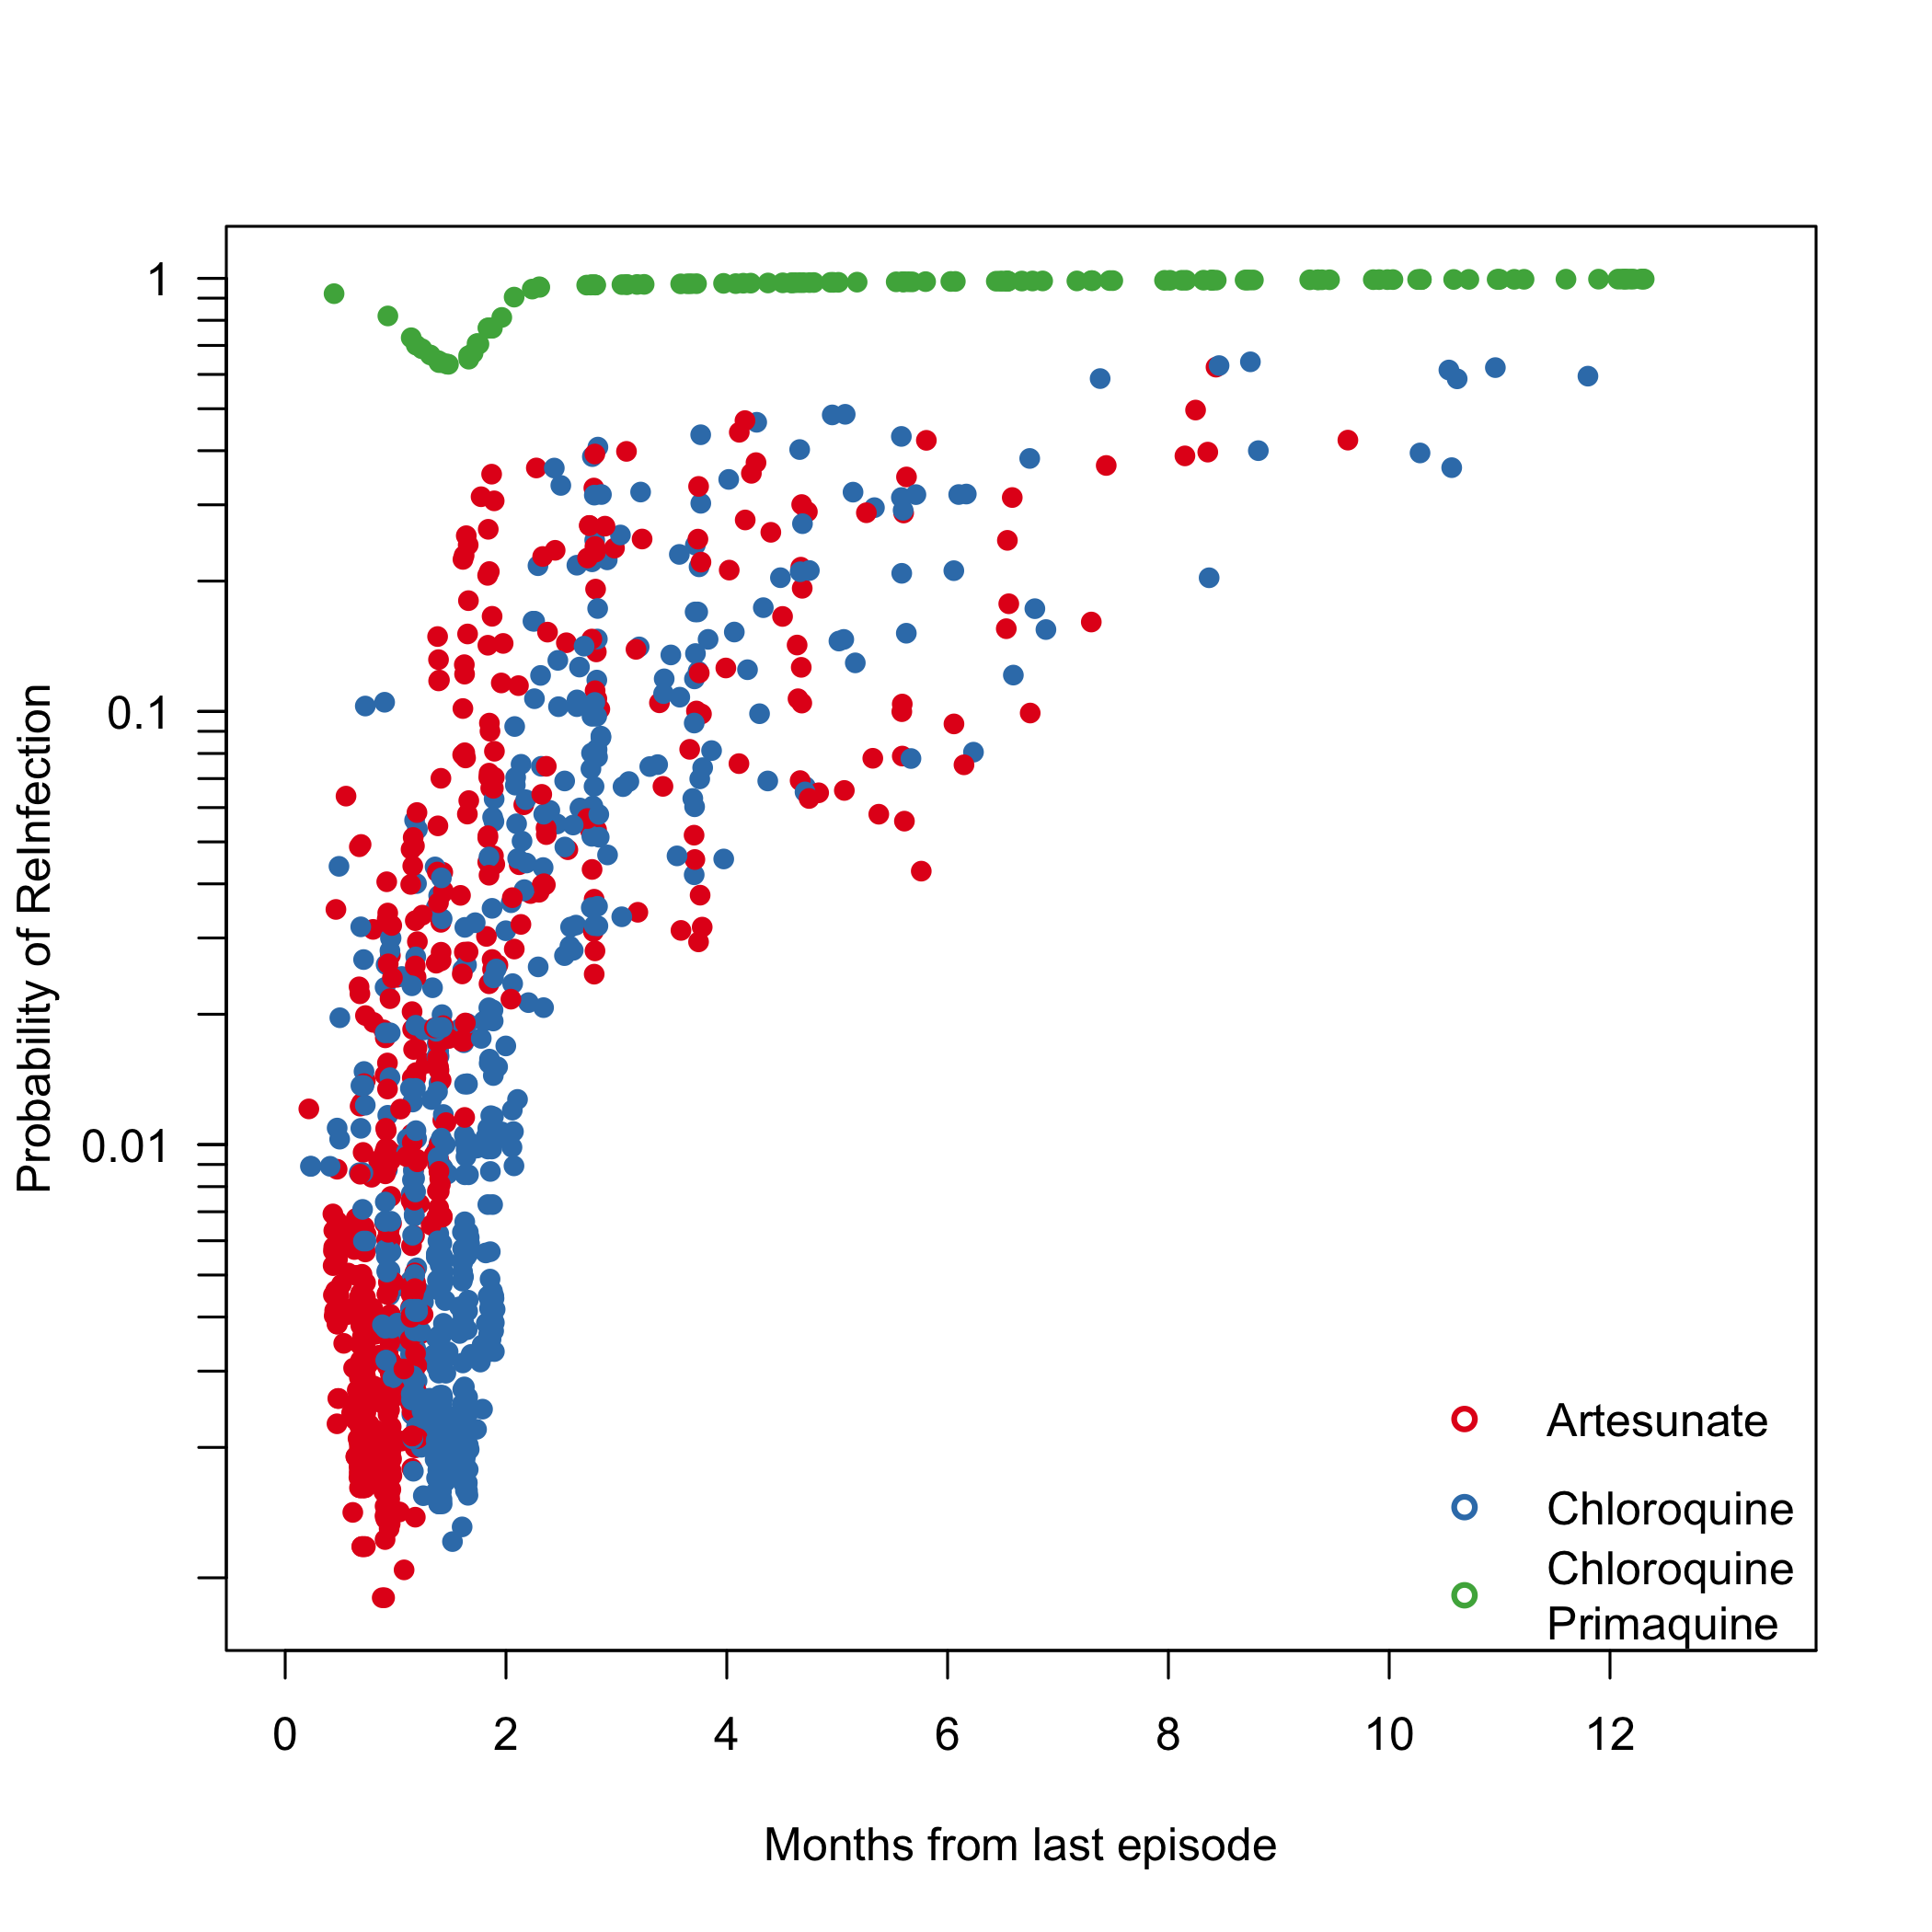 Probability of ReInfection
1
0.1
0.01
0 2 4 6 8 10 12
Months from last episode
Artesunate
Chloroquine
Chloroquine
Primaquine